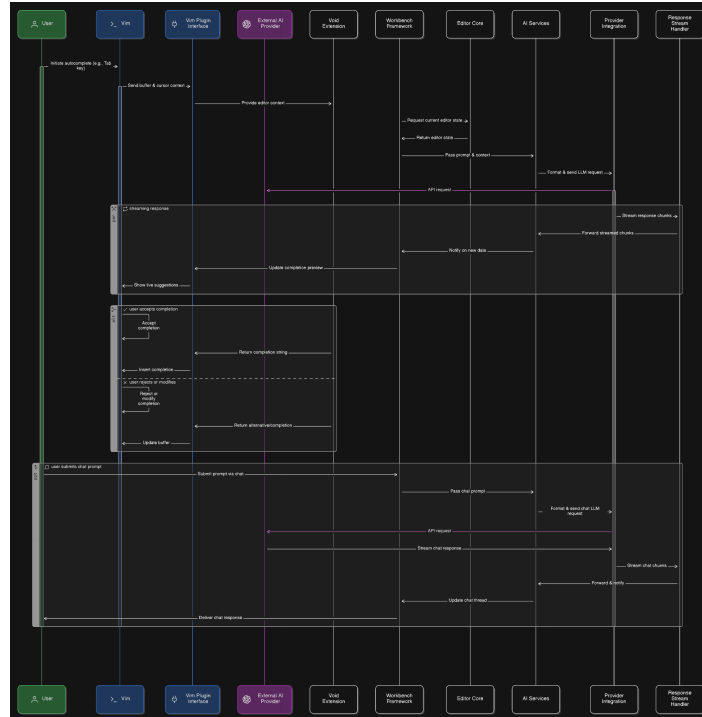 User
Vim
Vim Plugin
Interface
External AI
Provider
Void
Extension
Workbench
Framework
Editor Core
AI Services
Provider
Integration
Response
Stream
Handler
Initiate autocomplete (e.g., Tab
key)
Send buffer & cursor context
Provide editor context
Request current editor state
Return editor state
Pass prompt & context
Format & send LLM request
API request
streaming response
Stream response chunks
Forward streamed chunks
Notify on new data
Update completion preview
Show live suggestions
user accepts completion
Accept
completion
Return completion string
Insert completion
user rejects or modifies
Reject or
modify
completion
Return alternative/completion
Update buffer
user submits chat prompt
Submit prompt via chat
Pass chat prompt
Format & send chat LLM
request
API request
Stream chat response
Stream chat chunks
Forward & notify
Update chat thread
Deliver chat response
User
Vim
Vim Plugin
Interface
External AI
Provider
Void
Extension
Workbench
Framework
Editor Core
AI Services
Provider
Integration
Response
Stream
Handler